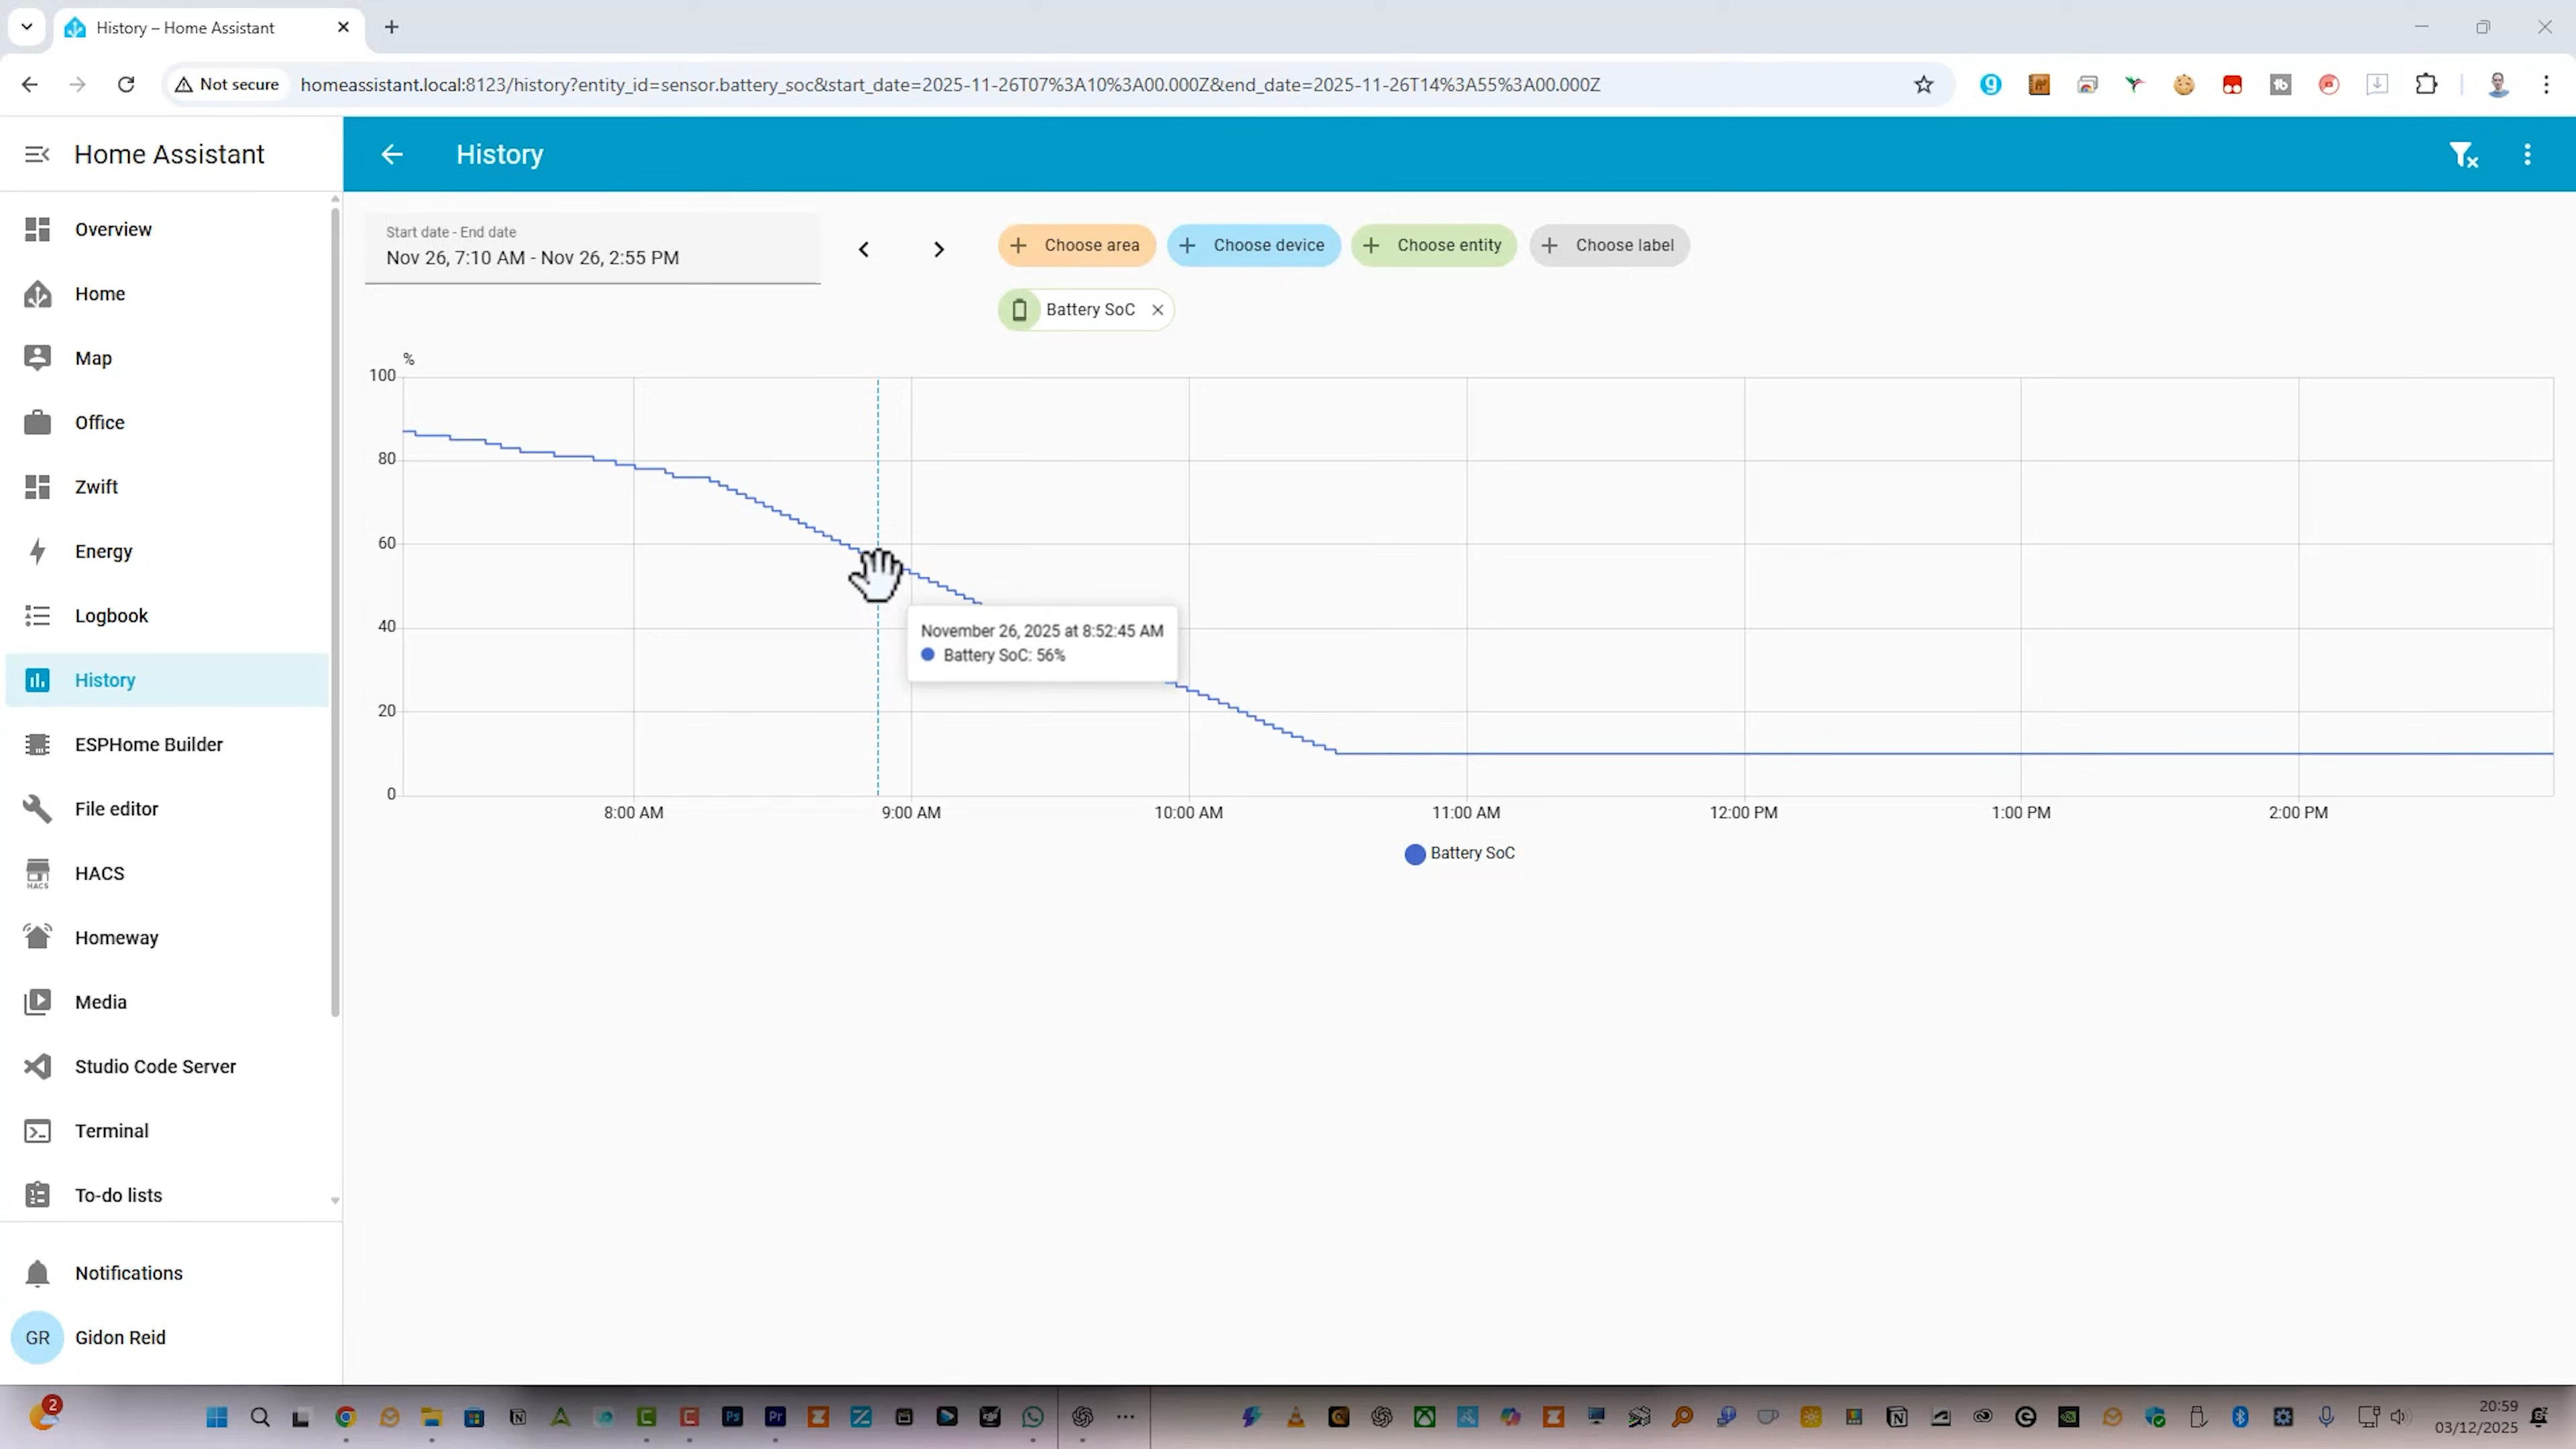 History – Home Assistant
Not secure
homeassistant.local:8123/history?entity_id=sensor.battery_soc&start_date=2025-11-26T07%3A10%3A00.000Z&end_date=2025-11-26T14%3A55%3A00.000Z
Home Assistant
History
Overview
Home
Map
Office
Zwift
Energy
Logbook
History
ESPHome Builder
File editor
HACS
HACS
Homeway
Media
Studio Code Server
Terminal
To-do lists
Notifications
GR
Gidon Reid
Start date - End date
Nov 26, 7:10 AM - Nov 26, 2:55 PM
Choose area
Choose device
Choose entity
Choose label
Battery SoC
%
100
80
60
40
20
0
November 26, 2025 at 8:52:45 AM
Battery SoC: 56%
8:00 AM
9:00 AM
10:00 AM
11:00 AM
12:00 PM
1:00 PM
2:00 PM
Battery SoC
2
Ps
Pr
20:59
03/12/2025